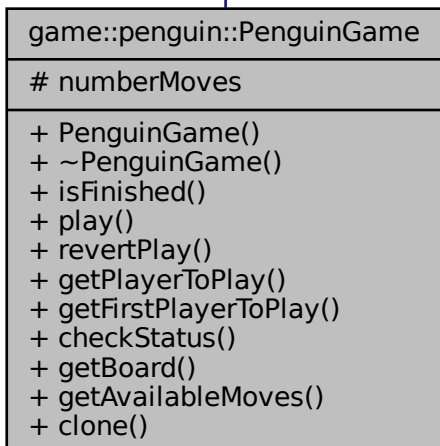 game::penguin::PenguinGame
# numberMoves
+ PenguinGame()
+ ~PenguinGame()
+ isFinished()
+ play()
+ revertPlay()
+ getPlayerToPlay()
+ getFirstPlayerToPlay()
+ checkStatus()
+ getBoard()
+ getAvailableMoves()
+ clone()